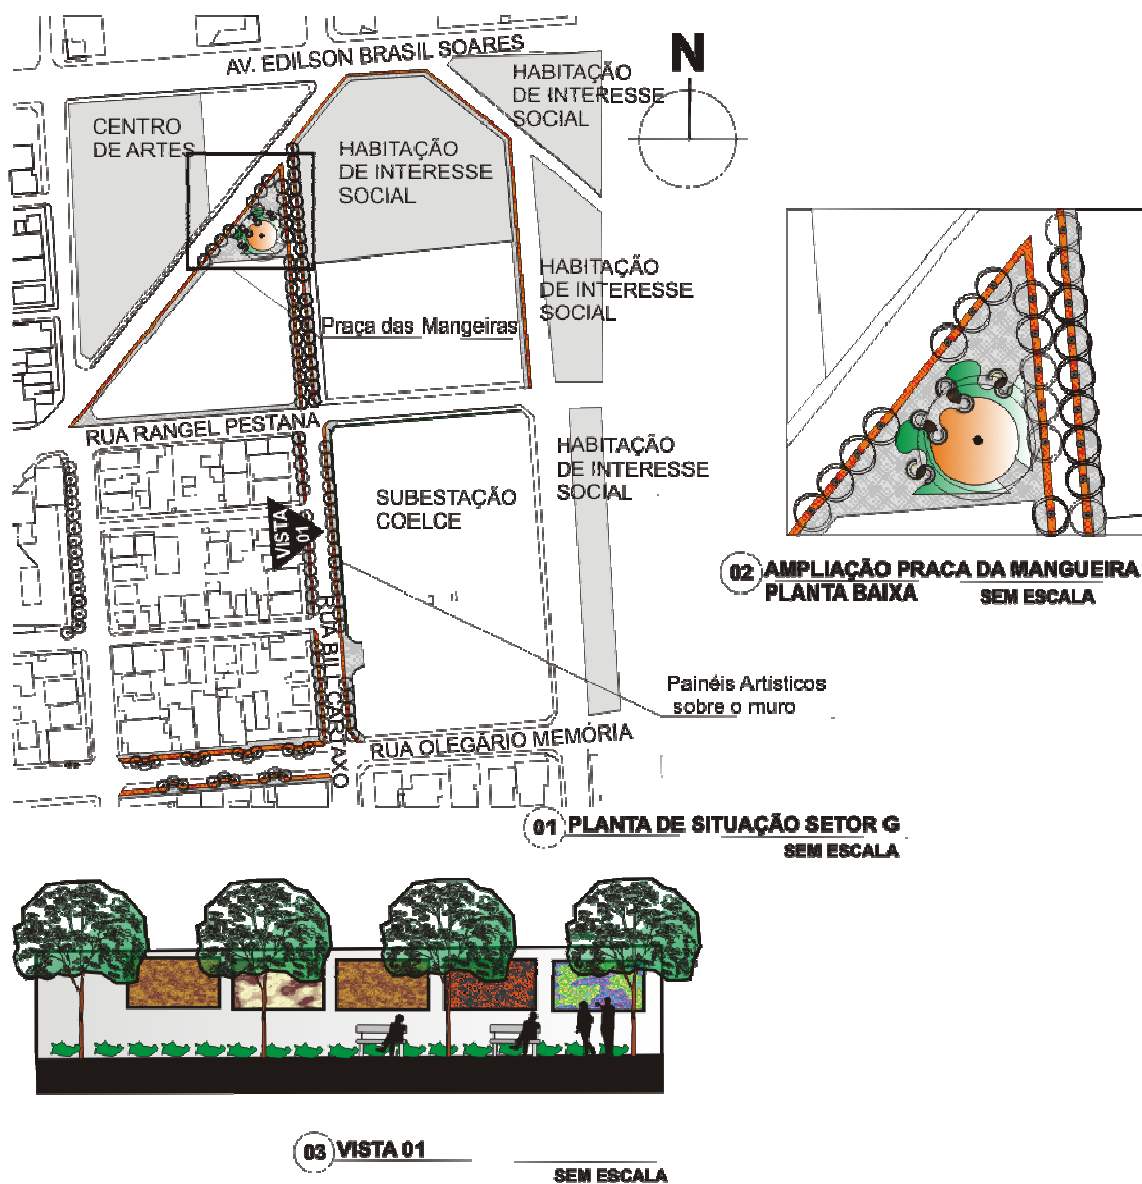 AV. EDILSON BRASIL SOARES
N
HABITAÇÃO
DE INTERESSE
SOCIAL
CENTRO
DE ARTES
HABITAÇÃO
DE INTERESSE
SOCIAL
HABITAÇÃO
DE INTERESSE
SOCIAL
Praça das Mangeiras
RUA RANGEL PESTANA
HABITAÇÃO
DE INTERESSE
SOCIAL
SUBESTAÇÃO
COELCE
VISTA
01
RUA BILL CARTAXO
Painéis Artísticos
sobre o muro
RUA OLEGÁRIO MEMÓRIA
02 AMPLIAÇÃO PRACA DA MANGUEIRA
PLANTA BAIXA
SEM ESCALA
01 PLANTA DE SITUAÇÃO SETOR G
SEM ESCALA
03 VISTA 01
SEM ESCALA